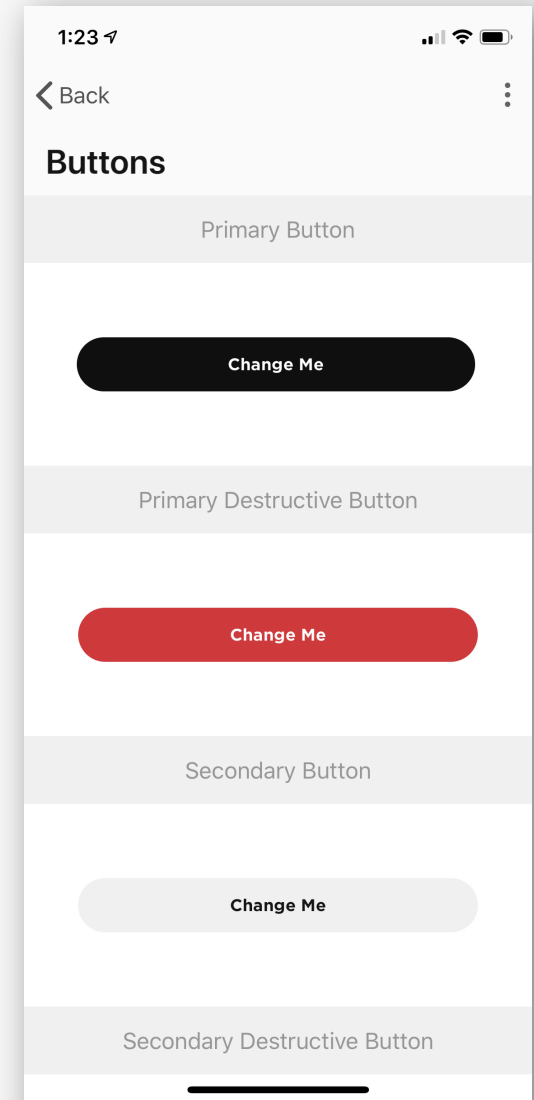 1:23
Back
Buttons
Primary Button
Change Me
Primary Destructive Button
Change Me
Secondary Button
Change Me
Secondary Destructive Button